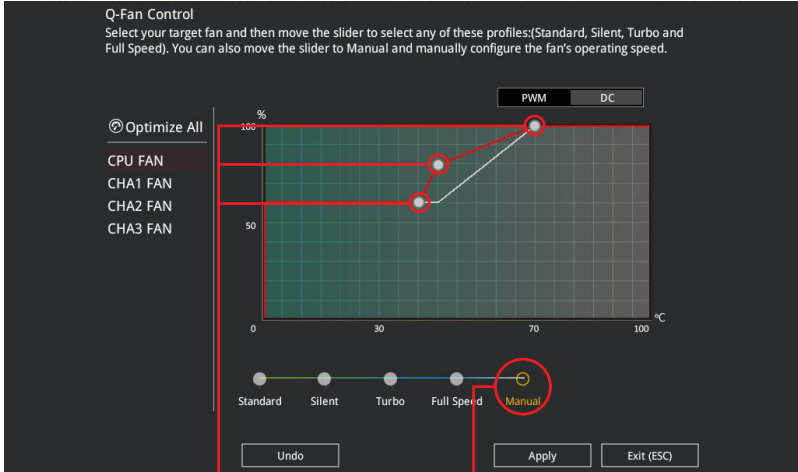 Q-Fan Control
Select your target fan and then move the slider to select any of these profiles:(Standard, Silent, Turbo and
Full Speed). You can also move the slider to Manual and manually configure the fan's operating speed.
PWM DC
%
Optimize All
100
CPU FAN
CHA1 FAN
CHA2 FAN
CHA3 FAN
50
°C
0 30 70 100
Standard Silent Turbo Full Speed Manual
Undo Apply Exit (ESC)